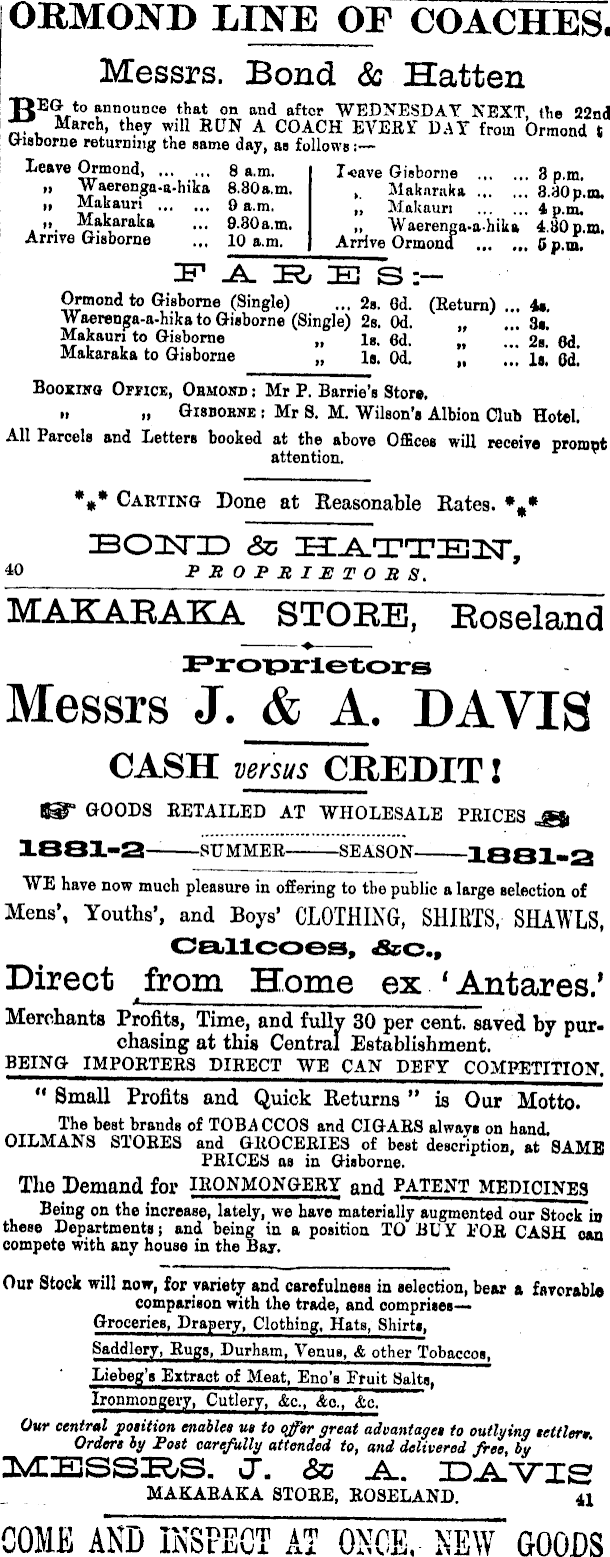 ORMOND LINE OF COACHES.
Messrs. Bond & Hatten
BEG to announce that on and after WEDNESDAY NEXT, the 22nd
March, they will RUN A COACH EVERY DAY from Ormond to
Gisborne returning the same day, as follows:—
Leave Ormond, ... ... 8 a.m.
„ Waerenga-a-hika 8.30 a.m.
„ Makauri ... ... 9 a.m.
„ Makaraka ... 9.30 a.m.
Arrive Gisborne ... 10 a.m.
Leave Gisborne ... ... 3 p.m.
„ Makaraka ... ... 3.30 p.m.
„ Makauri ... ... 4 p.m.
„ Waerenga-a-hika 4.30 p.m.
Arrive Ormond ... ... 5 p.m.
FARES:—
Ormond to Gisborne (Single) ... 2s. 6d. (Return) ... 4s.
Waerenga-a-hika to Gisborne (Single) 2s. 0d. „ ... 3s.
Makauri to Gisborne „ 1s. 6d. „ ... 2s. 6d.
Makaraka to Gisborne „ 1s. 0d. „ ... 1s. 6d.
BOOKING OFFICE, ORMOND: Mr P. Barrie's Store.
„ „ GISBORNE: Mr S. M. Wilson's Albion Club Hotel.
All Parcels and Letters booked at the above Offices will receive prompt
attention.
*⁎* CARTING Done at Reasonable Rates. *⁎*
BOND & HATTEN,
40 PROPRIETORS.
MAKARAKA STORE, Roseland
Proprietors
Messrs J. & A. DAVIS
CASH versus CREDIT!
☞ GOODS RETAILED AT WHOLESALE PRICES ☜
1881-2——SUMMER——SEASON——1881-2
WE have now much pleasure in offering to the public a large selection of
Mens', Youths', and Boys' CLOTHING, SHIRTS, SHAWLS,
Calicoes, &c.,
Direct from Home ex 'Antares.'
Merchants Profits, Time, and fully 30 per cent. saved by pur-
chasing at this Central Establishment.
BEING IMPORTERS DIRECT WE CAN DEFY COMPETITION.
"Small Profits and Quick Returns" is Our Motto.
The best brands of TOBACCOS and CIGARS always on hand.
OILMANS STORES and GROCERIES of best description, at SAME
PRICES as in Gisborne.
The Demand for IRONMONGERY and PATENT MEDICINES
Being on the increase, lately, we have materially augmented our Stock in
these Departments; and being in a position TO BUY FOR CASH can
compete with any house in the Bay.
Our Stock will now, for variety and carefulness in selection, bear a favorable
comparison with the trade, and comprises—
Groceries, Drapery, Clothing, Hats, Shirts,
Saddlery, Rugs, Durham, Venus, & other Tobaccos,
Liebeg's Extract of Meat, Eno's Fruit Salts,
Ironmongery, Cutlery, &c., &c., &c.
Our central position enables us to offer great advantages to outlying settlers.
Orders by Post carefully attended to, and delivered free, by
MESSRS. J. & A. DAVIS
MAKARAKA STORE, ROSELAND. 41
COME AND INSPECT AT ONCE, NEW GOODS